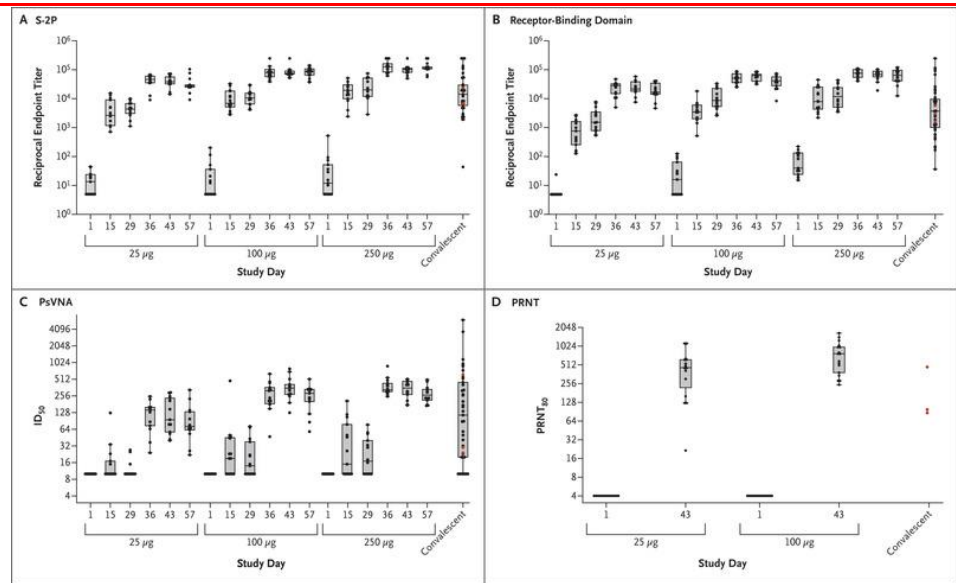 A S-2P
Reciprocal Endpoint Titer
10⁶
10⁵
10⁴
10³
10²
10¹
10⁰
1 15 29 36 43 57 1 15 29 36 43 57 1 15 29 36 43 57 Convalescent
25 µg 100 µg 250 µg
Study Day
B Receptor-Binding Domain
Reciprocal Endpoint Titer
10⁶
10⁵
10⁴
10³
10²
10¹
10⁰
1 15 29 36 43 57 1 15 29 36 43 57 1 15 29 36 43 57 Convalescent
25 µg 100 µg 250 µg
Study Day
C PsVNA
ID₅₀
4096
2048
1024
512
256
128
64
32
16
8
4
1 15 29 36 43 57 1 15 29 36 43 57 1 15 29 36 43 57 Convalescent
25 µg 100 µg 250 µg
Study Day
D PRNT
PRNT₈₀
2048
1024
512
256
128
64
32
16
8
4
1 43 1 43 Convalescent
25 µg 100 µg
Study Day